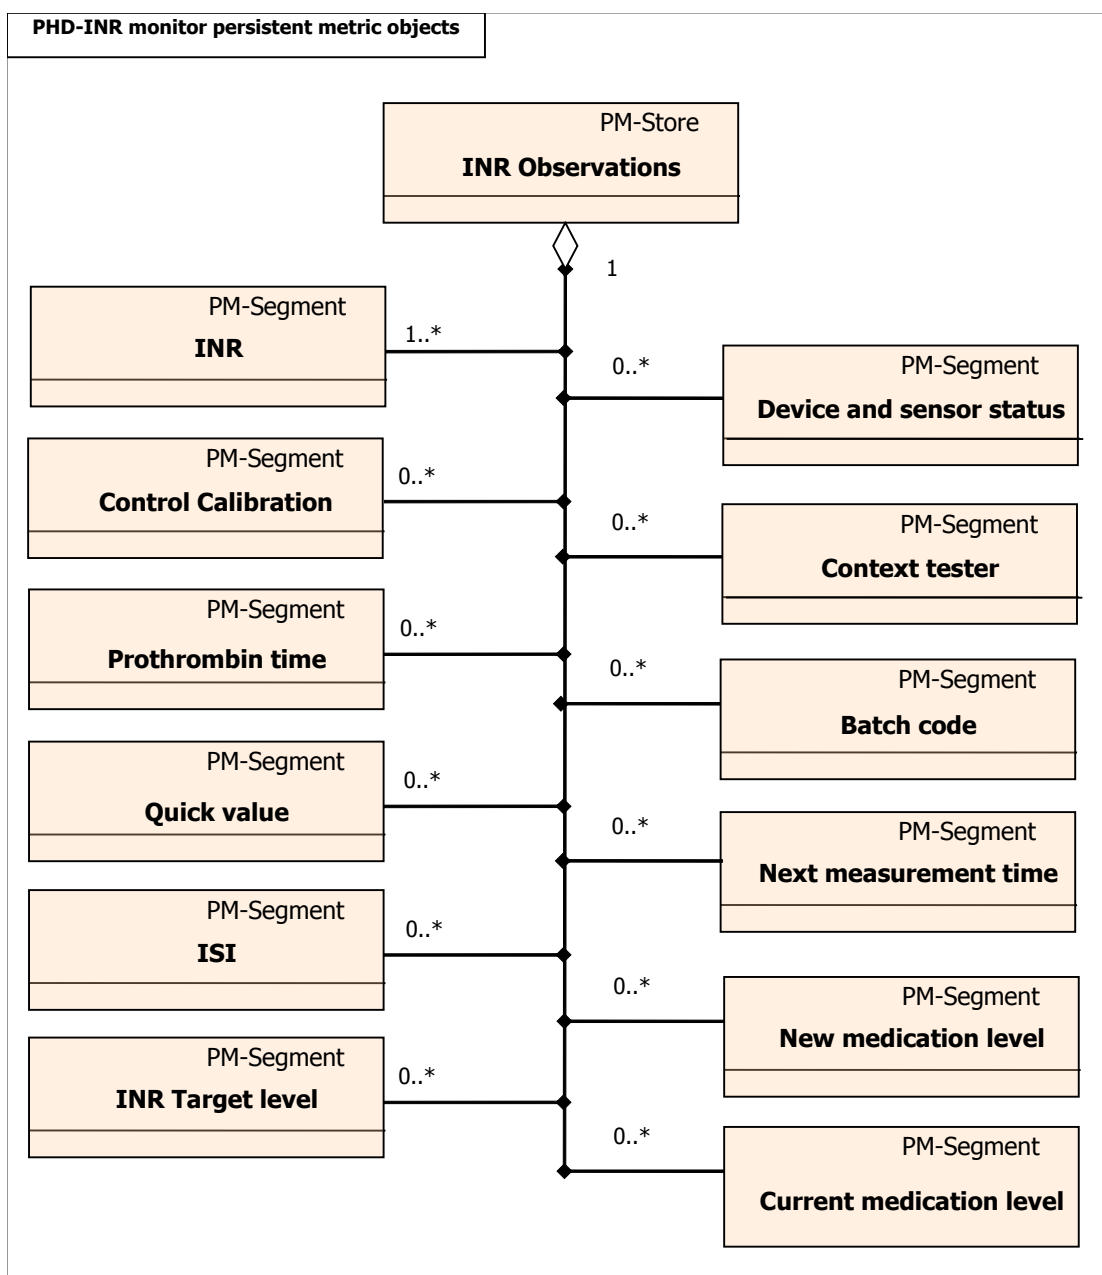 PHD-INR monitor persistent metric objects
PM-Store
INR Observations
1
PM-Segment
INR
1..*
PM-Segment
Device and sensor status
0..*
PM-Segment
Control Calibration
0..*
PM-Segment
Context tester
0..*
PM-Segment
Prothrombin time
0..*
PM-Segment
Batch code
0..*
PM-Segment
Quick value
0..*
PM-Segment
Next measurement time
0..*
PM-Segment
ISI
0..*
PM-Segment
New medication level
0..*
PM-Segment
INR Target level
0..*
PM-Segment
Current medication level
0..*